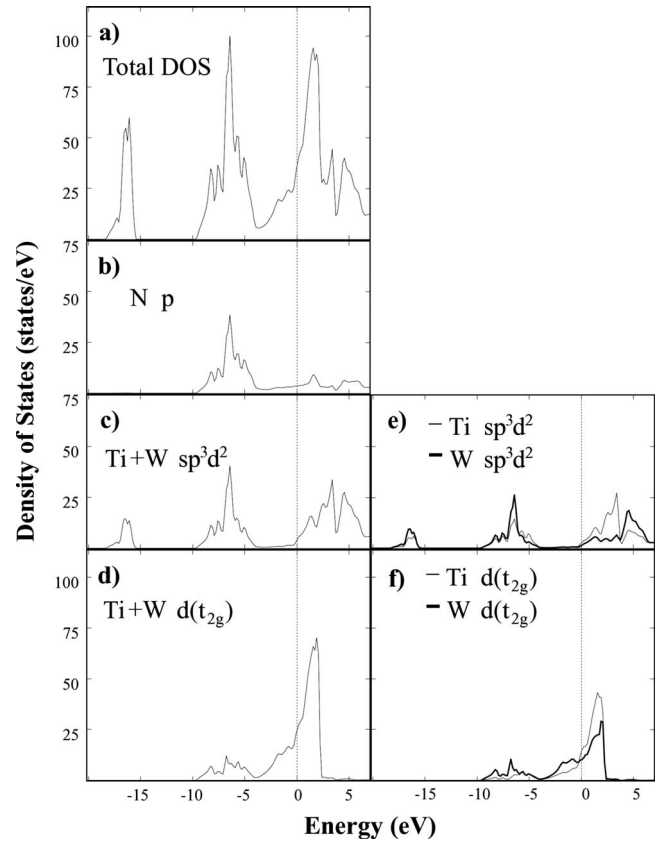 a)
Total DOS
100
75
50
25
b)
N p
75
50
25
c)
Ti+W sp³d²
75
50
25
e)
Ti sp³d²
W sp³d²
d)
Ti+W d(t₂g)
100
75
50
25
f)
Ti d(t₂g)
W d(t₂g)
-15 -10 -5 0 5
-15 -10 -5 0 5
Density of States (states/eV)
Energy (eV)